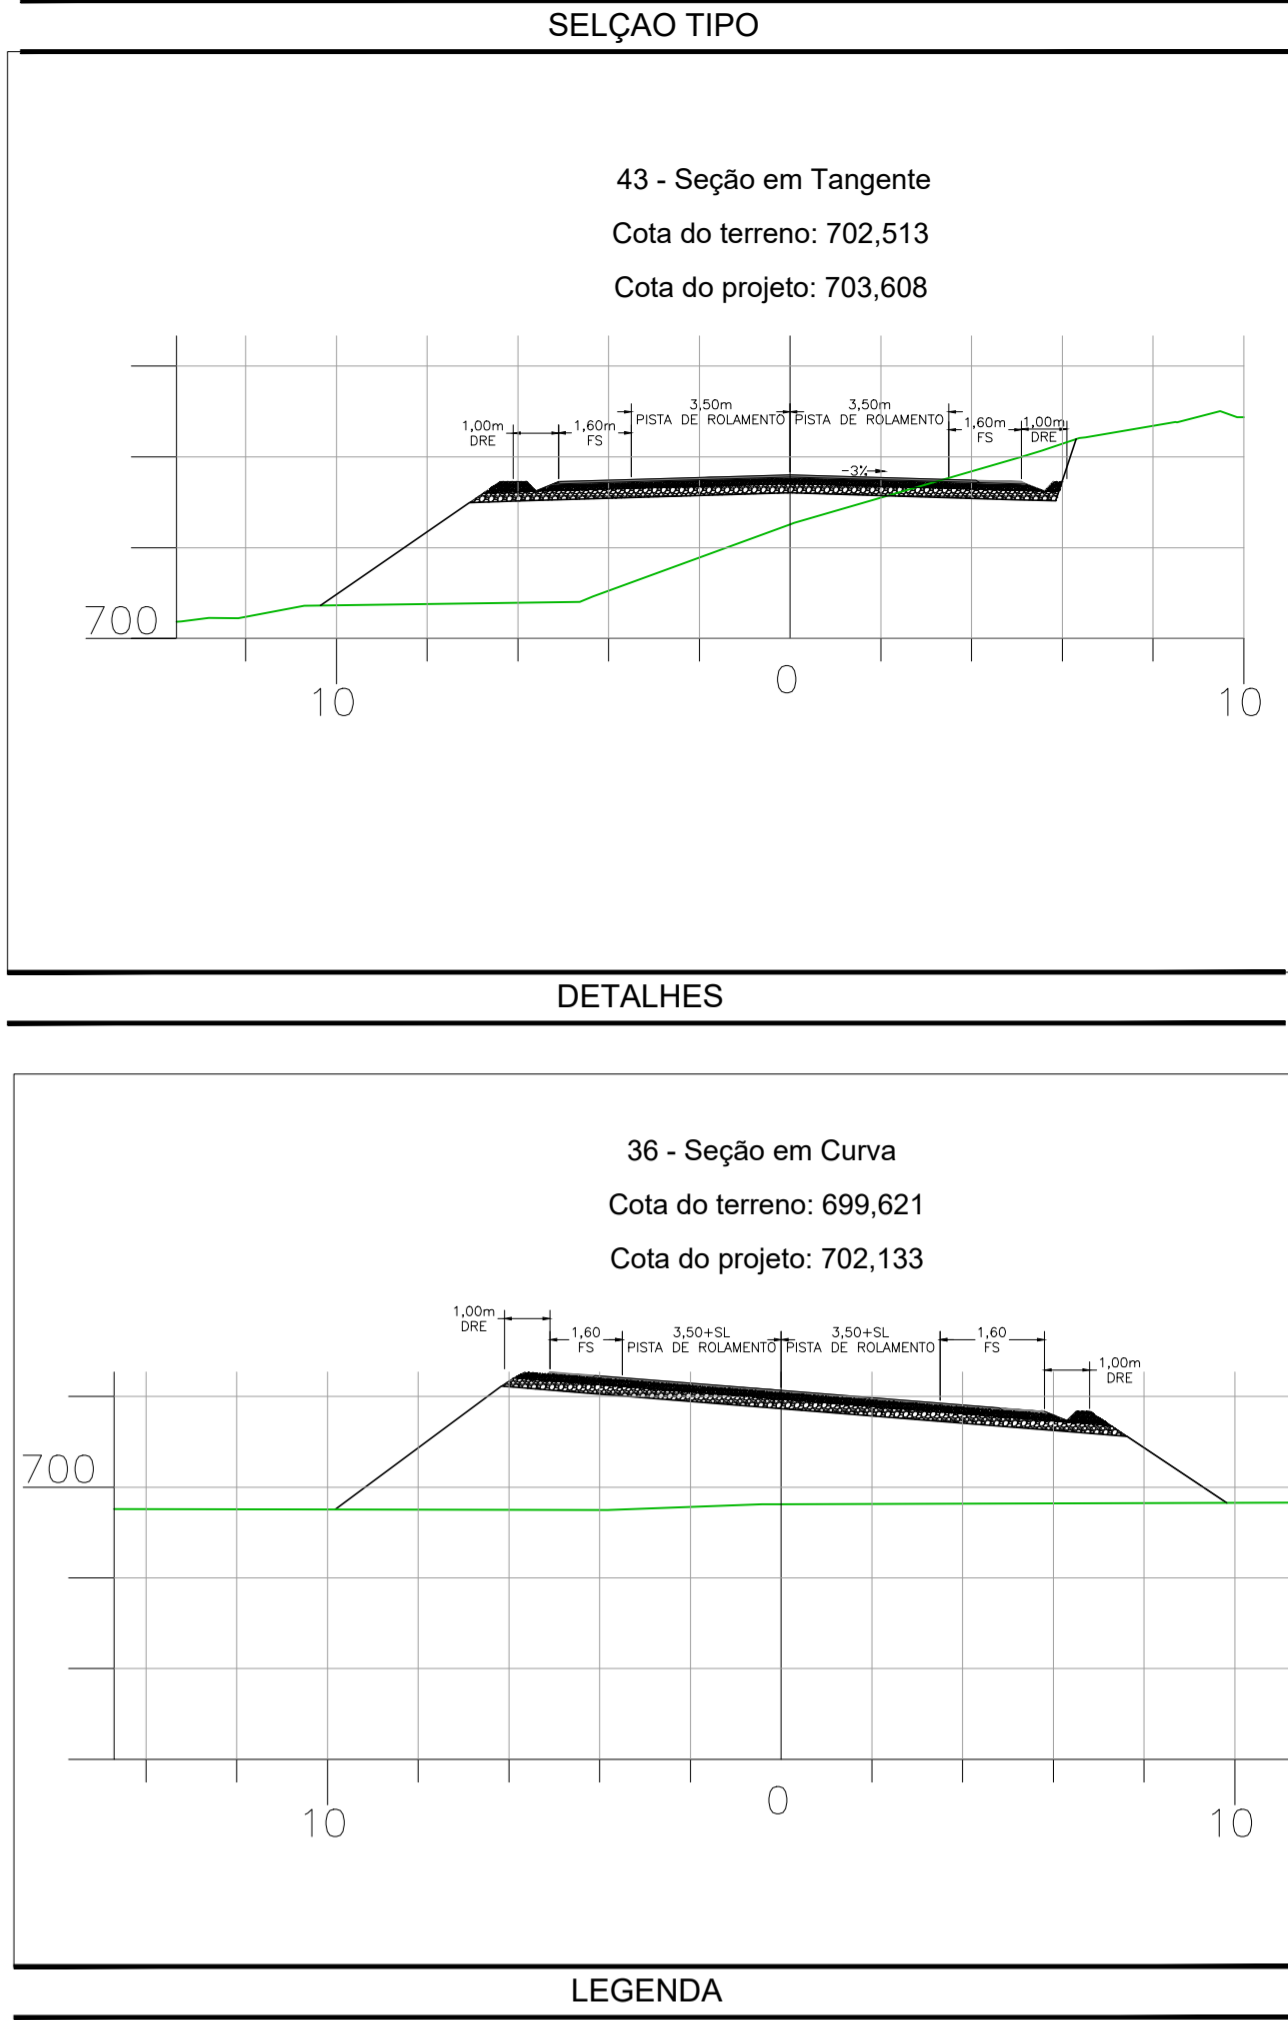 SELÇAO TIPO
43 - Seção em Tangente
Cota do terreno: 702,513
Cota do projeto: 703,608
3,50m 3,50m
PISTA DE ROLAMENTO PISTA DE ROLAMENTO
1,00m 1,60m 1,60m 1,00m
DRE FS FS DRE
-3%
700
10 0 10
DETALHES
36 - Seção em Curva
Cota do terreno: 699,621
Cota do projeto: 702,133
1,00m
DRE
1,60 3,50+SL 3,50+SL 1,60
FS PISTA DE ROLAMENTO PISTA DE ROLAMENTO FS
1,00m
DRE
700
10 0 10
LEGENDA